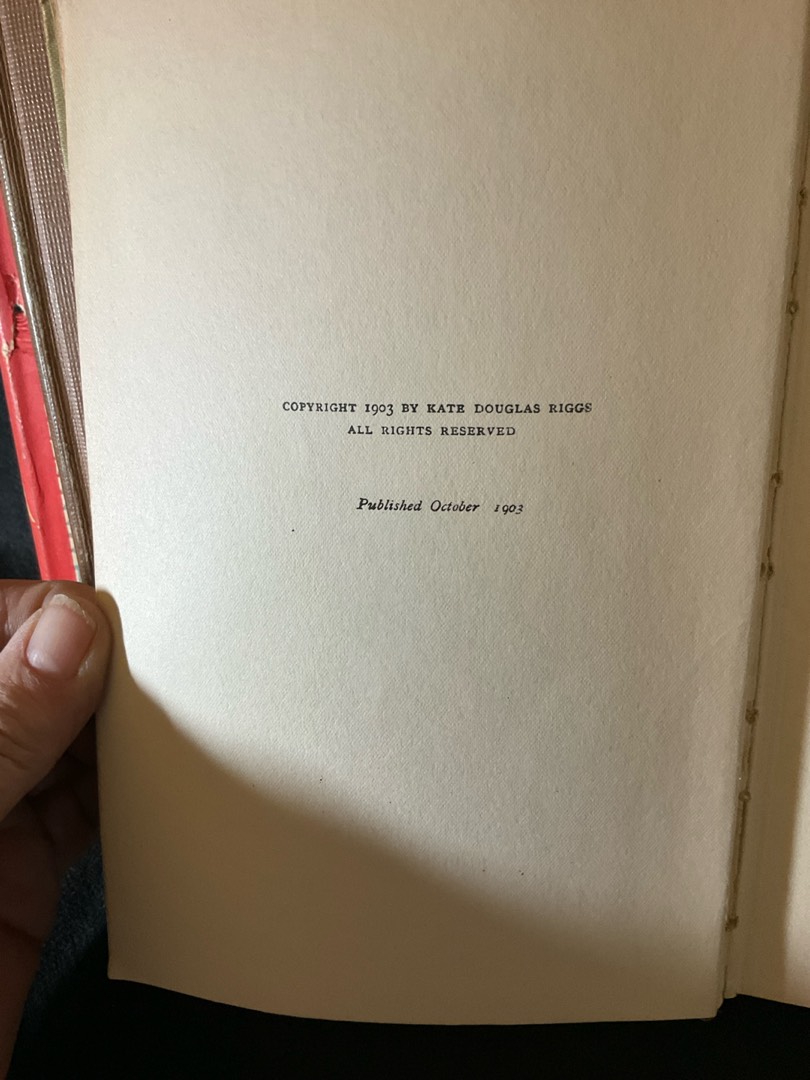 COPYRIGHT 1903 BY KATE DOUGLAS RIGGS
ALL RIGHTS RESERVED
Published October 1903